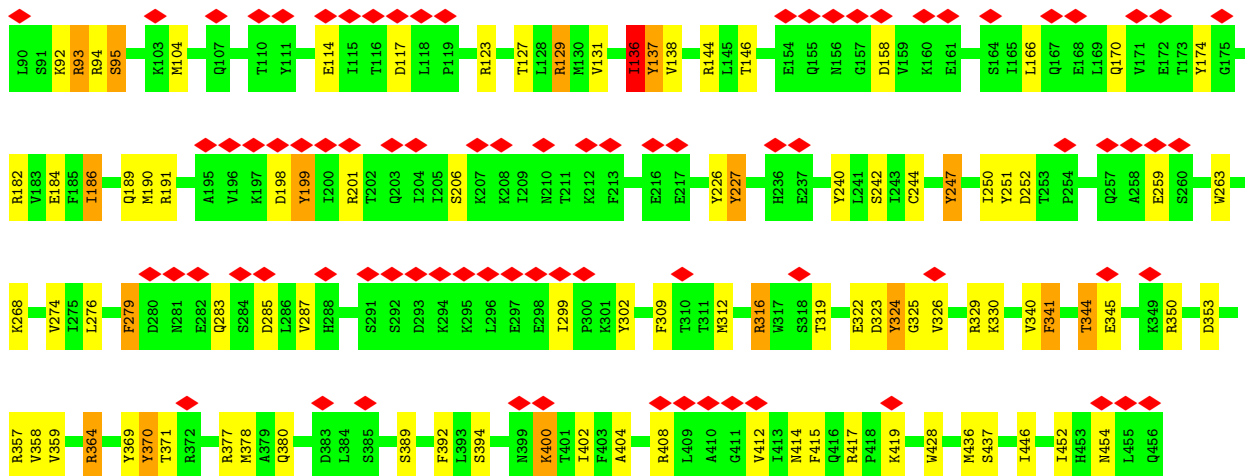 L90 S91 K92 R93 R94 S95 K103 M104 Q107 T110 Y111 E114 I115 T116 D117 L118 P119 R123 T127 L128 R129 M130 V131 I136 Y137 V138 R144 L145 T146 E154 Q155 N156 G157 D158 V159 K160 E161 S164 I165 L166 Q167 E168 L169 Q170 V171 E172 T173 Y174 G175
R182 V183 E184 F185 I186 Q189 M190 R191 A195 V196 K197 D198 Y199 I200 R201 T202 Q203 I204 I205 S206 K207 K208 I209 N210 T211 K212 F213 E216 E217 Y226 Y227 H236 E237 Y240 L241 S242 I243 C244 Y247 I250 Y251 D252 T253 P254 Q257 A258 E259 S260 W263
K268 V274 I275 L276 F279 D280 N281 E282 Q283 S284 D285 L286 V287 H288 S291 S292 D293 K294 K295 L296 E297 E298 I299 P300 K301 Y302 F309 T310 T311 M312 R316 W317 S318 T319 E322 D323 Y324 G325 V326 R329 K330 V340 F341 T344 E345 K349 R350 D353
R357 V358 V359 R364 Y369 Y370 T371 R372 R377 M378 A379 Q380 D383 L384 S385 S389 F392 L393 S394 N399 K400 T401 I402 F403 A404 R408 L409 A410 G411 V412 I413 N414 F415 Q416 R417 P418 K419 W428 M436 S437 I446 I452 H453 N454 L455 Q456